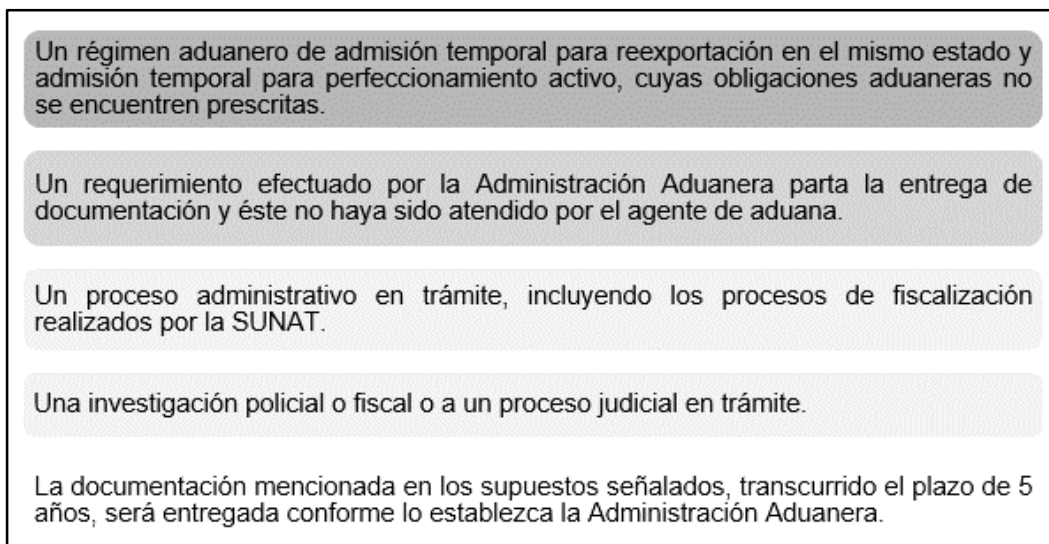 Un régimen aduanero de admisión temporal para reexportación en el mismo estado y
admisión temporal para perfeccionamiento activo, cuyas obligaciones aduaneras no
se encuentren prescritas.
Un requerimiento efectuado por la Administración Aduanera parta la entrega de
documentación y éste no haya sido atendido por el agente de aduana.
Un proceso administrativo en trámite, incluyendo los procesos de fiscalización
realizados por la SUNAT.
Una investigación policial o fiscal o a un proceso judicial en trámite.
La documentación mencionada en los supuestos señalados, transcurrido el plazo de 5
años, será entregada conforme lo establezca la Administración Aduanera.